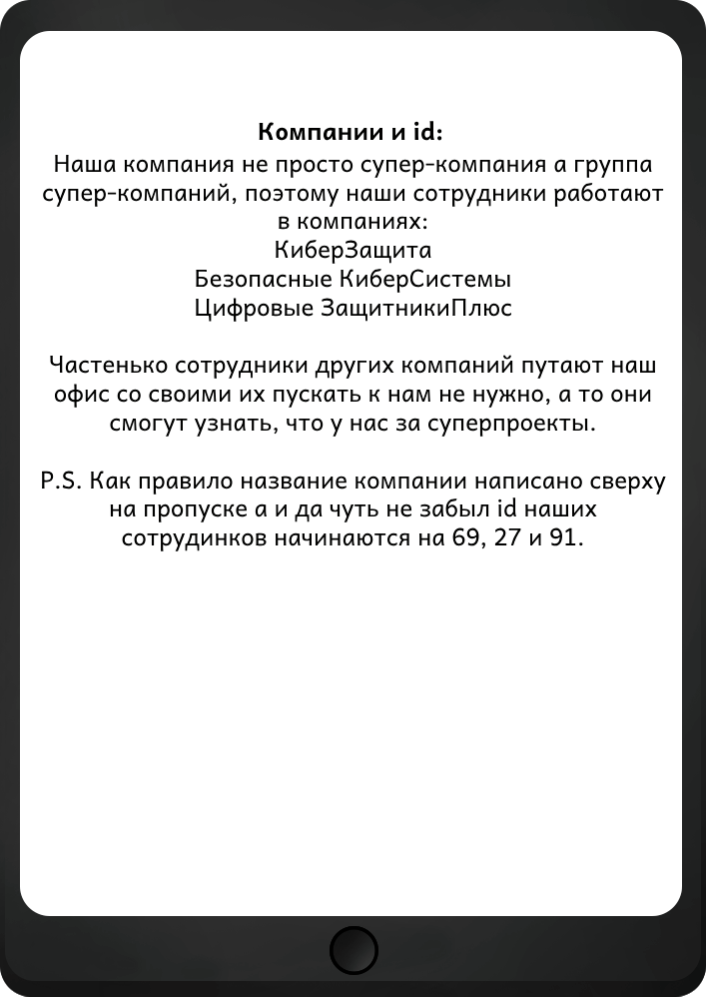 Компании и id:
Наша компания не просто супер-компания а группа
супер-компаний, поэтому наши сотрудники работают
в компаниях:
КиберЗащита
Безопасные КиберСистемы
Цифровые ЗащитникиПлюс
Частенько сотрудники других компаний путают наш
офис со своими их пускать к нам не нужно, а то они
смогут узнать, что у нас за суперпроекты.
P.S. Как правило название компании написано сверху
на пропуске а и да чуть не забыл id наших
сотрудинков начинаются на 69, 27 и 91.